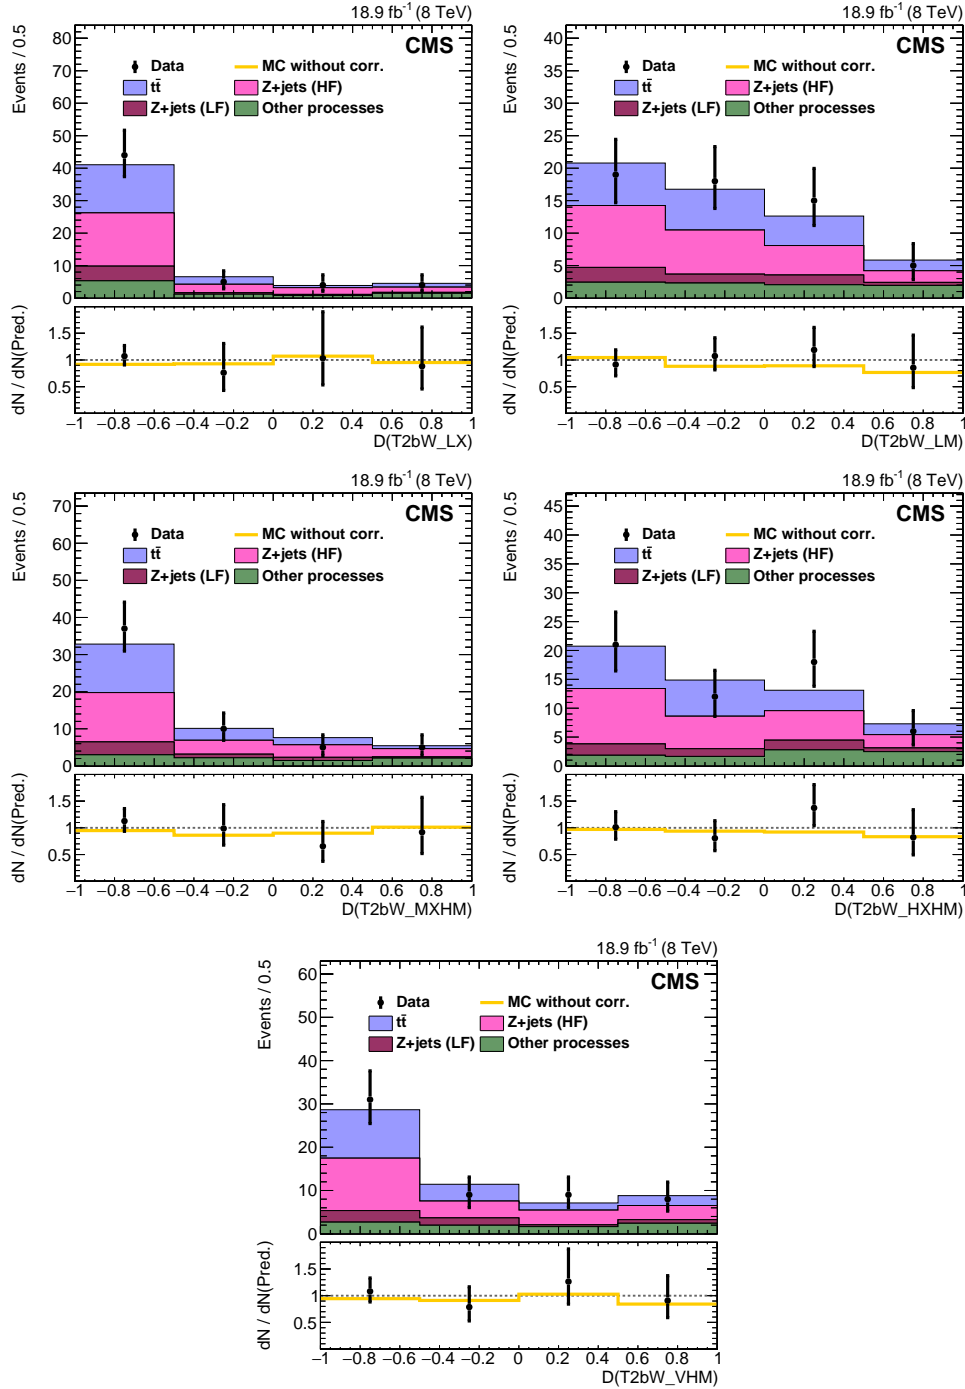 18.9 fb⁻¹ (8 TeV)
Events / 0.5
CMS
Data
MC without corr.
tt̄
Z+jets (HF)
Z+jets (LF)
Other processes
80
70
60
50
40
30
20
10
0
dN / dN(Pred.)
1.5
1
0.5
−1 −0.8 −0.6 −0.4 −0.2 0 0.2 0.4 0.6 0.8 1
D(T2bW_LX)
18.9 fb⁻¹ (8 TeV)
Events / 0.5
CMS
Data
MC without corr.
tt̄
Z+jets (HF)
Z+jets (LF)
Other processes
40
35
30
25
20
15
10
5
0
dN / dN(Pred.)
1.5
1
0.5
−1 −0.8 −0.6 −0.4 −0.2 0 0.2 0.4 0.6 0.8 1
D(T2bW_LM)
18.9 fb⁻¹ (8 TeV)
Events / 0.5
CMS
Data
MC without corr.
tt̄
Z+jets (HF)
Z+jets (LF)
Other processes
70
60
50
40
30
20
10
0
dN / dN(Pred.)
1.5
1
0.5
−1 −0.8 −0.6 −0.4 −0.2 0 0.2 0.4 0.6 0.8 1
D(T2bW_MXHM)
18.9 fb⁻¹ (8 TeV)
Events / 0.5
CMS
Data
MC without corr.
tt̄
Z+jets (HF)
Z+jets (LF)
Other processes
45
40
35
30
25
20
15
10
5
0
dN / dN(Pred.)
1.5
1
0.5
−1 −0.8 −0.6 −0.4 −0.2 0 0.2 0.4 0.6 0.8 1
D(T2bW_HXHM)
18.9 fb⁻¹ (8 TeV)
Events / 0.5
CMS
Data
MC without corr.
tt̄
Z+jets (HF)
Z+jets (LF)
Other processes
60
50
40
30
20
10
0
dN / dN(Pred.)
1.5
1
0.5
−1 −0.8 −0.6 −0.4 −0.2 0 0.2 0.4 0.6 0.8 1
D(T2bW_VHM)